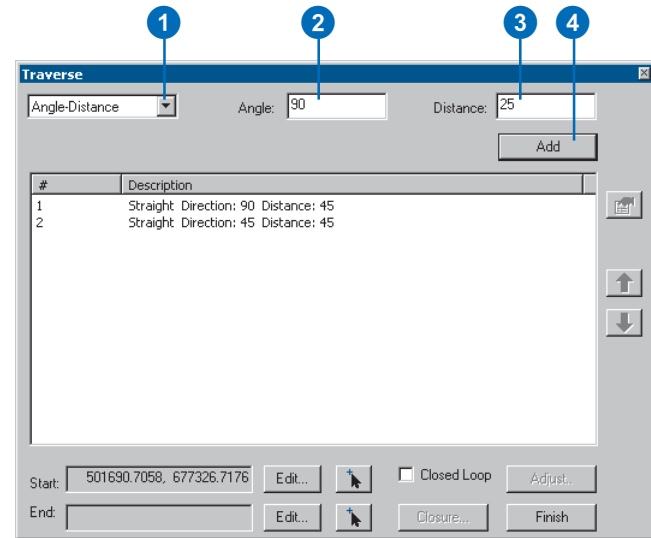 1 2 3 4
Traverse
Angle-Distance Angle: 90 Distance: 25
Add
# Description
1 Straight Direction: 90 Distance: 45
2 Straight Direction: 45 Distance: 45
Start: 501690.7058, 677326.7176 Edit... Closed Loop Adjust..
End: Edit... Closure... Finish